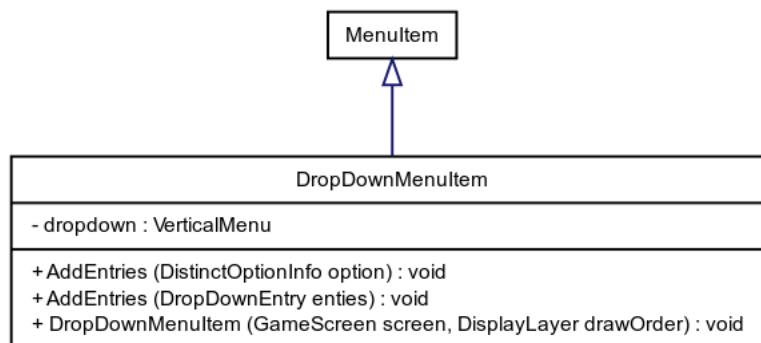 MenuItem
DropDownMenuItem
- dropdown : VerticalMenu
+ AddEntries (DistinctOptionInfo option) : void
+ AddEntries (DropDownEntry enties) : void
+ DropDownMenuItem (GameScreen screen, DisplayLayer drawOrder) : void